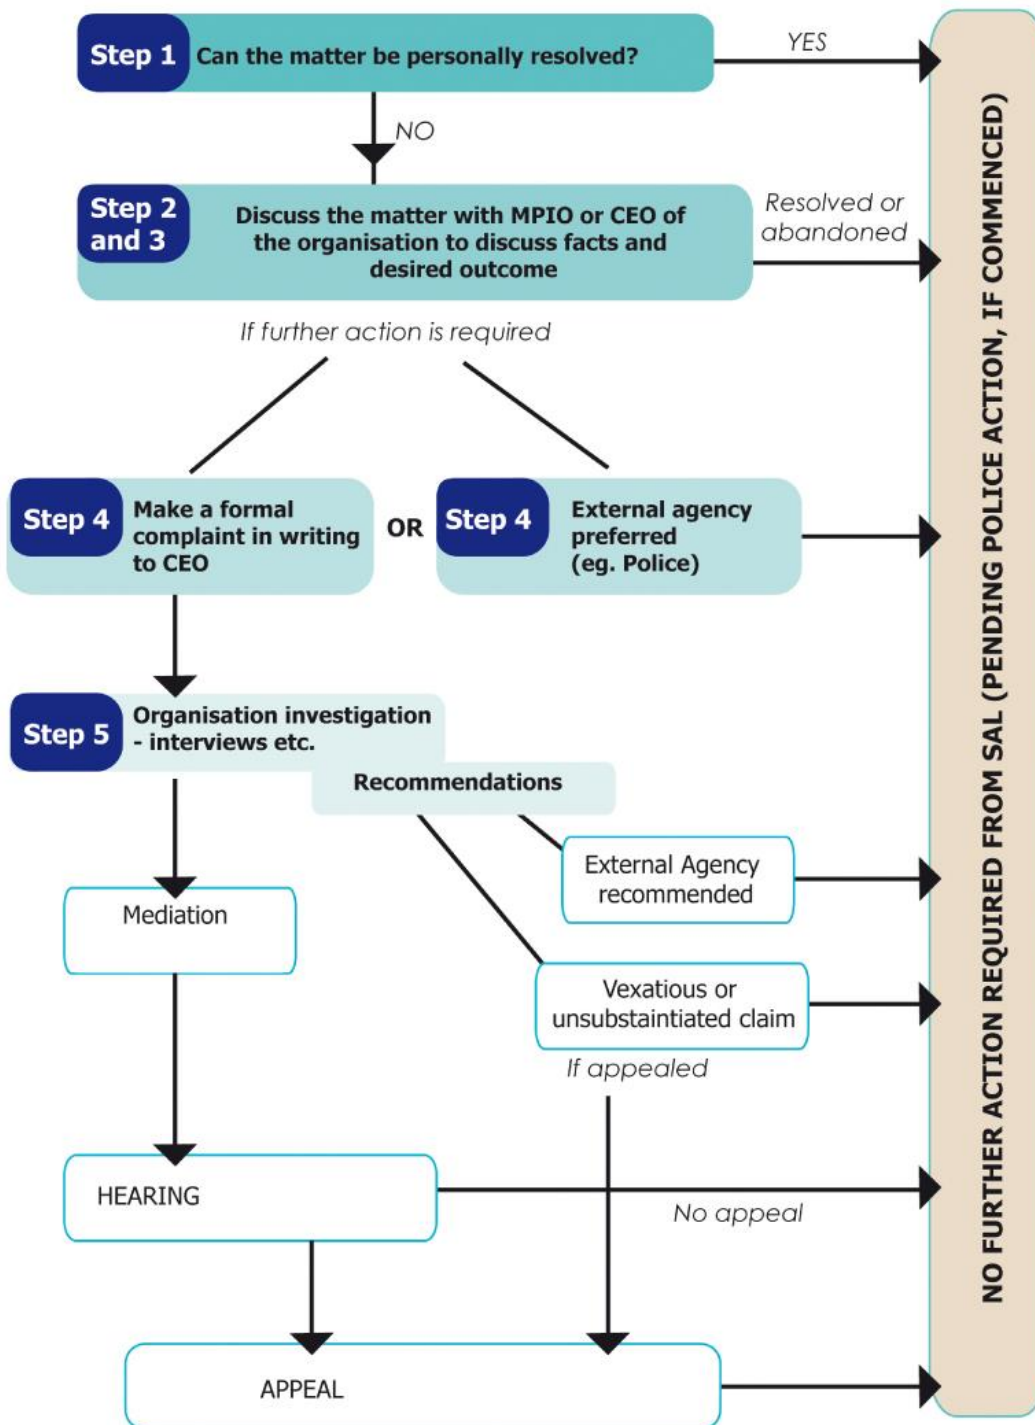 Step 1
Can the matter be personally resolved?
YES
NO
Step 2
and 3
Discuss the matter with MPIO or CEO of
the organisation to discuss facts and
desired outcome
Resolved or
abandoned
If further action is required
Step 4
Make a formal
complaint in writing
to CEO
OR
Step 4
External agency
preferred
(eg. Police)
Step 5
Organisation investigation
- interviews etc.
Recommendations
External Agency
recommended
Mediation
Vexatious or
unsubstaintiated claim
If appealed
HEARING
No appeal
APPEAL
NO FURTHER ACTION REQUIRED FROM SAL (PENDING POLICE ACTION, IF COMMENCED)